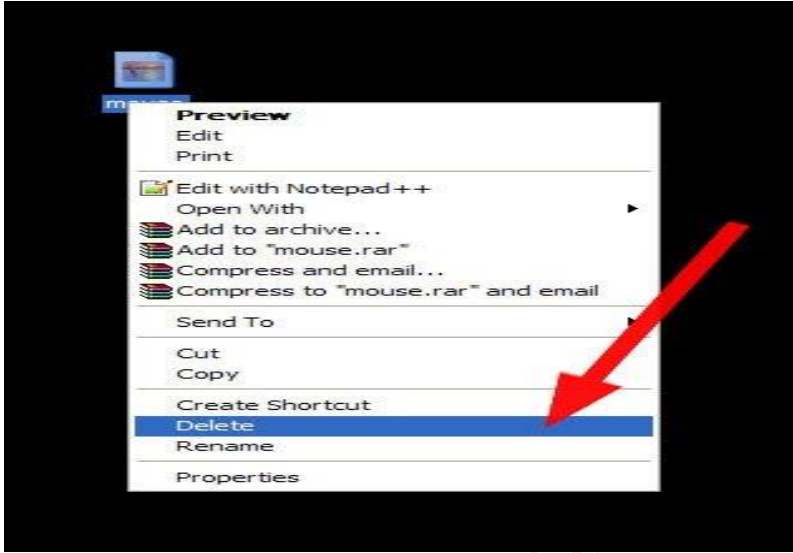 mouse
Preview
Edit
Print
Edit with Notepad++
Open With
Add to archive...
Add to "mouse.rar"
Compress and email...
Compress to "mouse.rar" and email
Send To
Cut
Copy
Create Shortcut
Delete
Rename
Properties